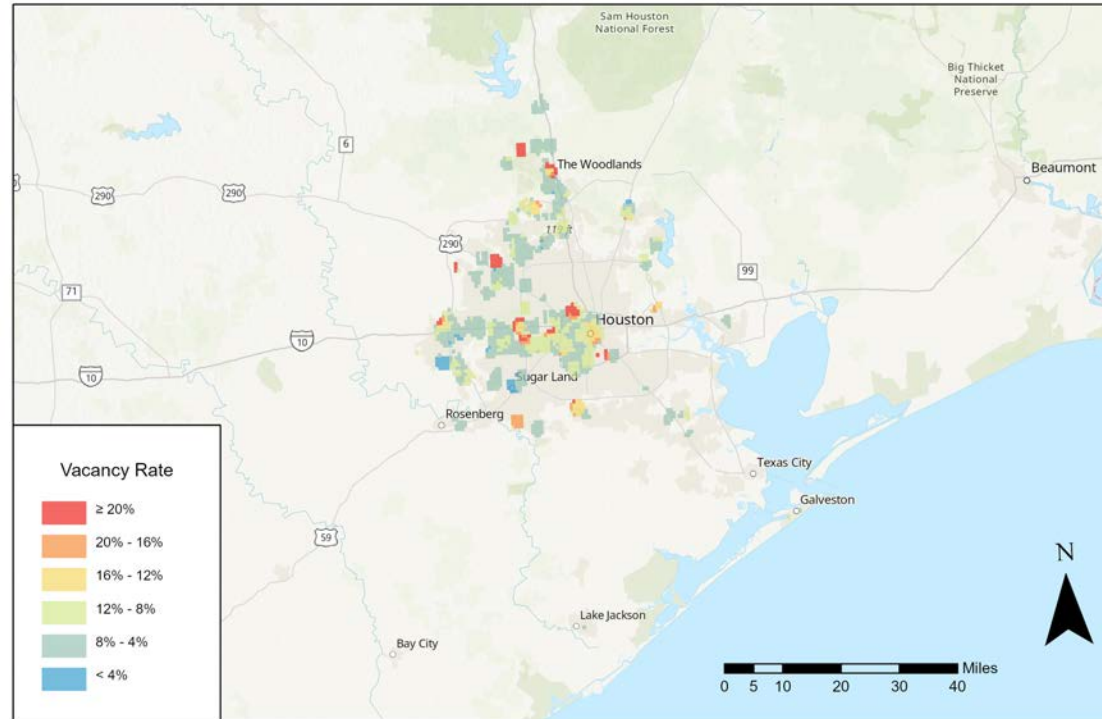 Sam Houston
National Forest
Big Thicket
National
Preserve
6
The Woodlands
Beaumont
290
290
290
99
71
Houston
10
10
Sugar Land
Rosenberg
Texas City
Galveston
59
Lake Jackson
Bay City
Vacancy Rate
≥ 20%
20% - 16%
16% - 12%
12% - 8%
8% - 4%
< 4%
N
Miles
0 5 10 20 30 40